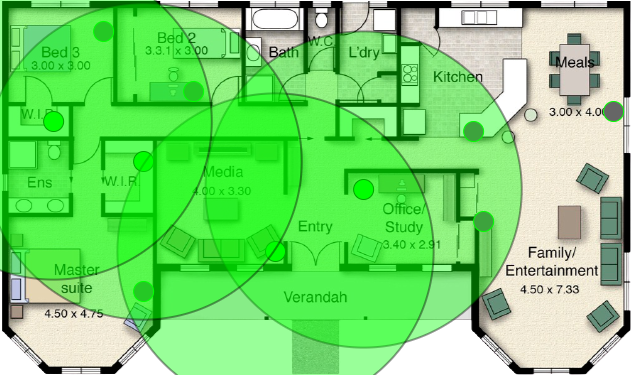 Bed 3
3.00 x 3.00
Bed 2
3.3.1 x 3.00
Bath
W.C
L'dry
Kitchen
Meals
3.00 x 4.00
W.I.R
Ens
W.I.R
Media
4.00 x 3.30
Office/
Study
3.40 x 2.91
Entry
Family/
Entertainment
4.50 x 7.33
Master
suite
4.50 x 4.75
Verandah